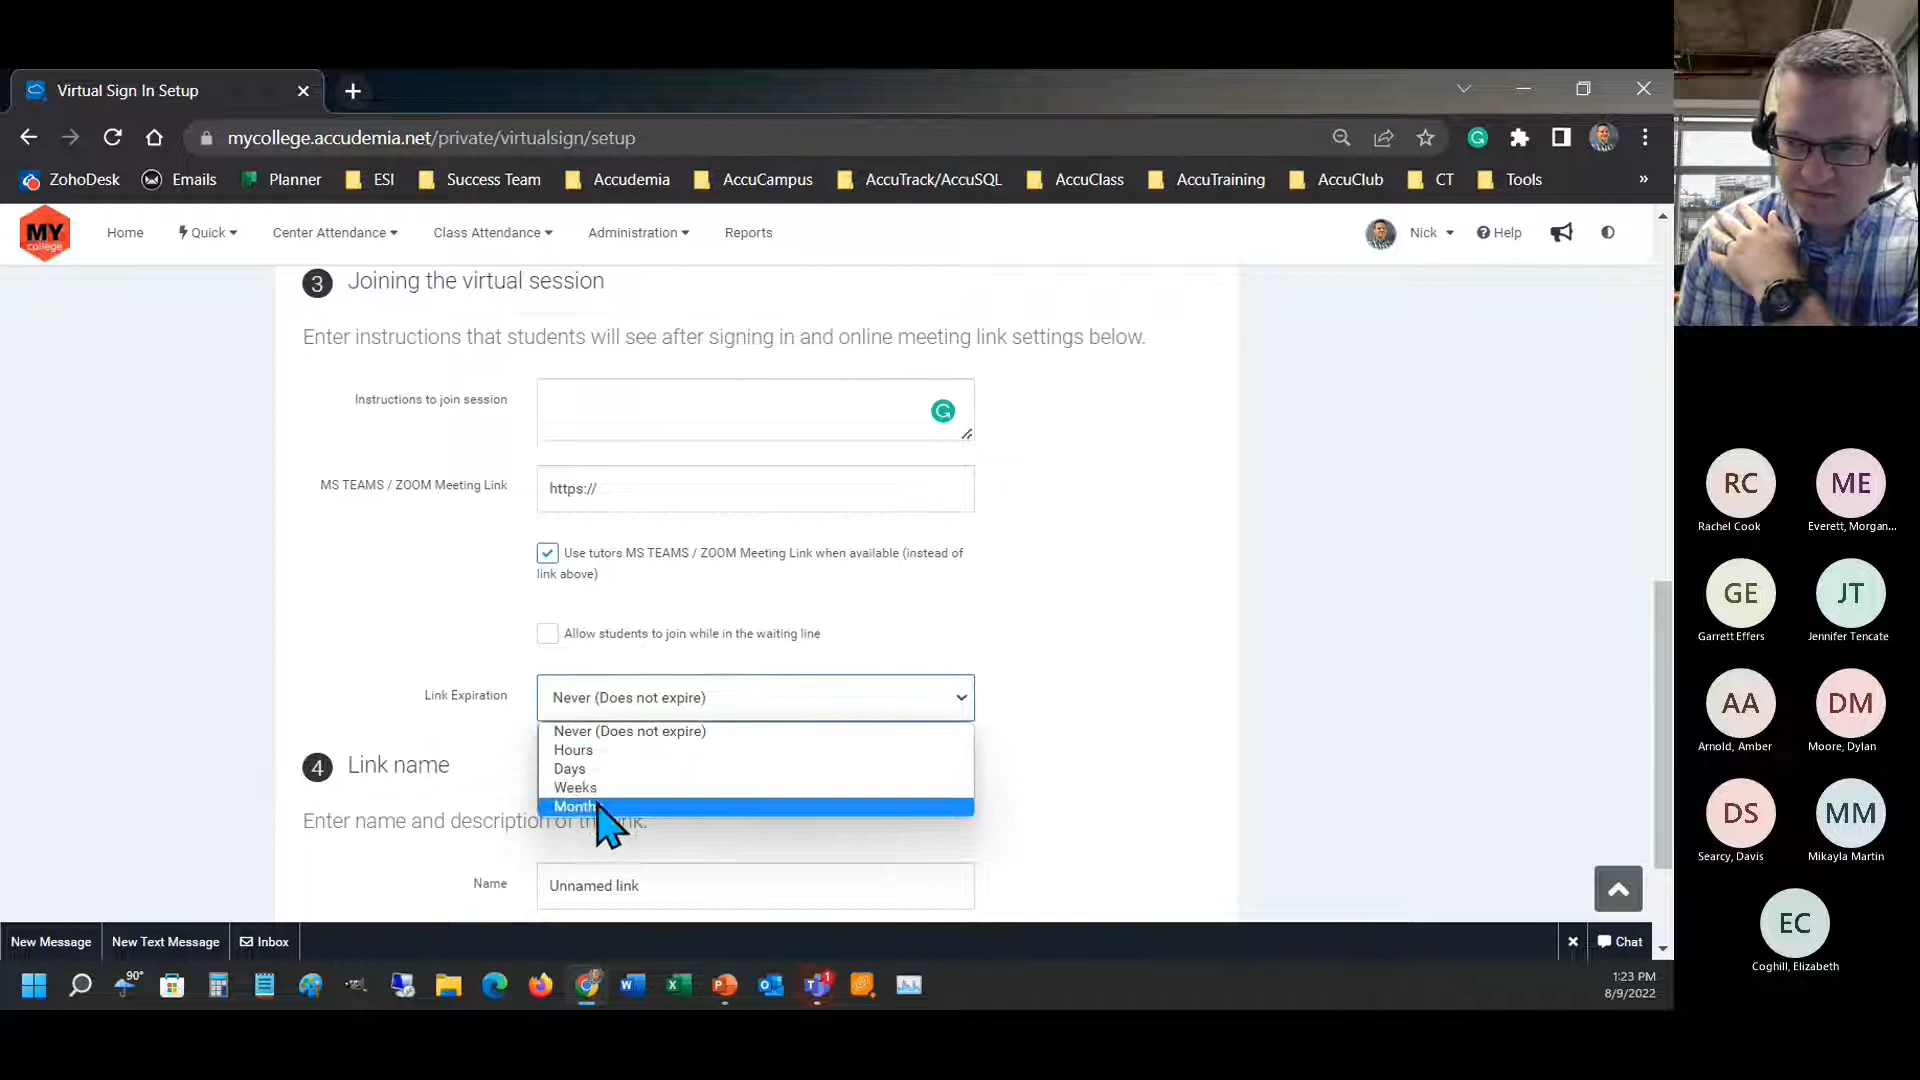 Virtual Sign In Setup
mycollege.accudemia.net/private/virtualsign/setup
ZohoDesk
Emails
Planner
ESI
Success Team
Accudemia
AccuCampus
AccuTrack/AccuSQL
AccuClass
AccuTraining
AccuClub
CT
Tools
»
MY
college
Home
Quick
Center Attendance
Class Attendance
Administration
Reports
Nick
Help
3 Joining the virtual session
Enter instructions that students will see after signing in and online meeting link settings below.
Instructions to join session
MS TEAMS / ZOOM Meeting Link
https://
Use tutors MS TEAMS / ZOOM Meeting Link when available (instead of
link above)
Allow students to join while in the waiting line
Link Expiration
Never (Does not expire)
Never (Does not expire)
Hours
Days
Weeks
Month
4 Link name
Enter name and description of the link.
Name
Unnamed link
New Message
New Text Message
Inbox
Chat
90°
1
1:23 PM
8/9/2022
RC
Rachel Cook
ME
Everett, Morgan...
GE
Garrett Effers
JT
Jennifer Tencate
AA
Arnold, Amber
DM
Moore, Dylan
DS
Searcy, Davis
MM
Mikayla Martin
EC
Coghill, Elizabeth